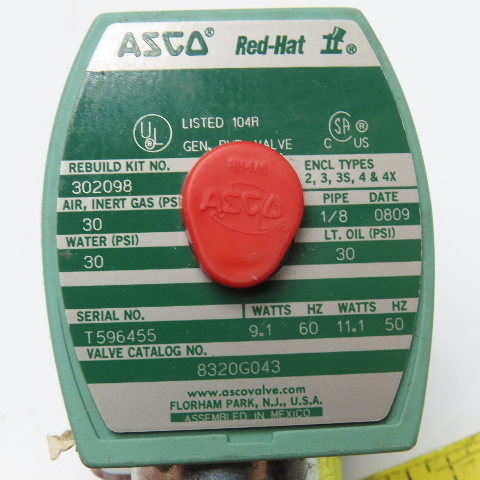 ASCO® Red-Hat II®
UL LISTED 104R SA® C US
GEN. VALVE
REBUILD KIT NO. ENCL TYPES
302098 2, 3, 3S, 4 & 4X
AIR, INERT GAS (PSI PIPE DATE
30 1/8 0809
WATER (PSI) LT. OIL (PSI)
30 30
ASCO
SERIAL NO. WATTS HZ WATTS HZ
T596455 9.1 60 11.1 50
VALVE CATALOG NO.
8320G043
www.ascovalve.com
FLORHAM PARK, N.J., U.S.A.
ASSEMBLED IN MEXICO